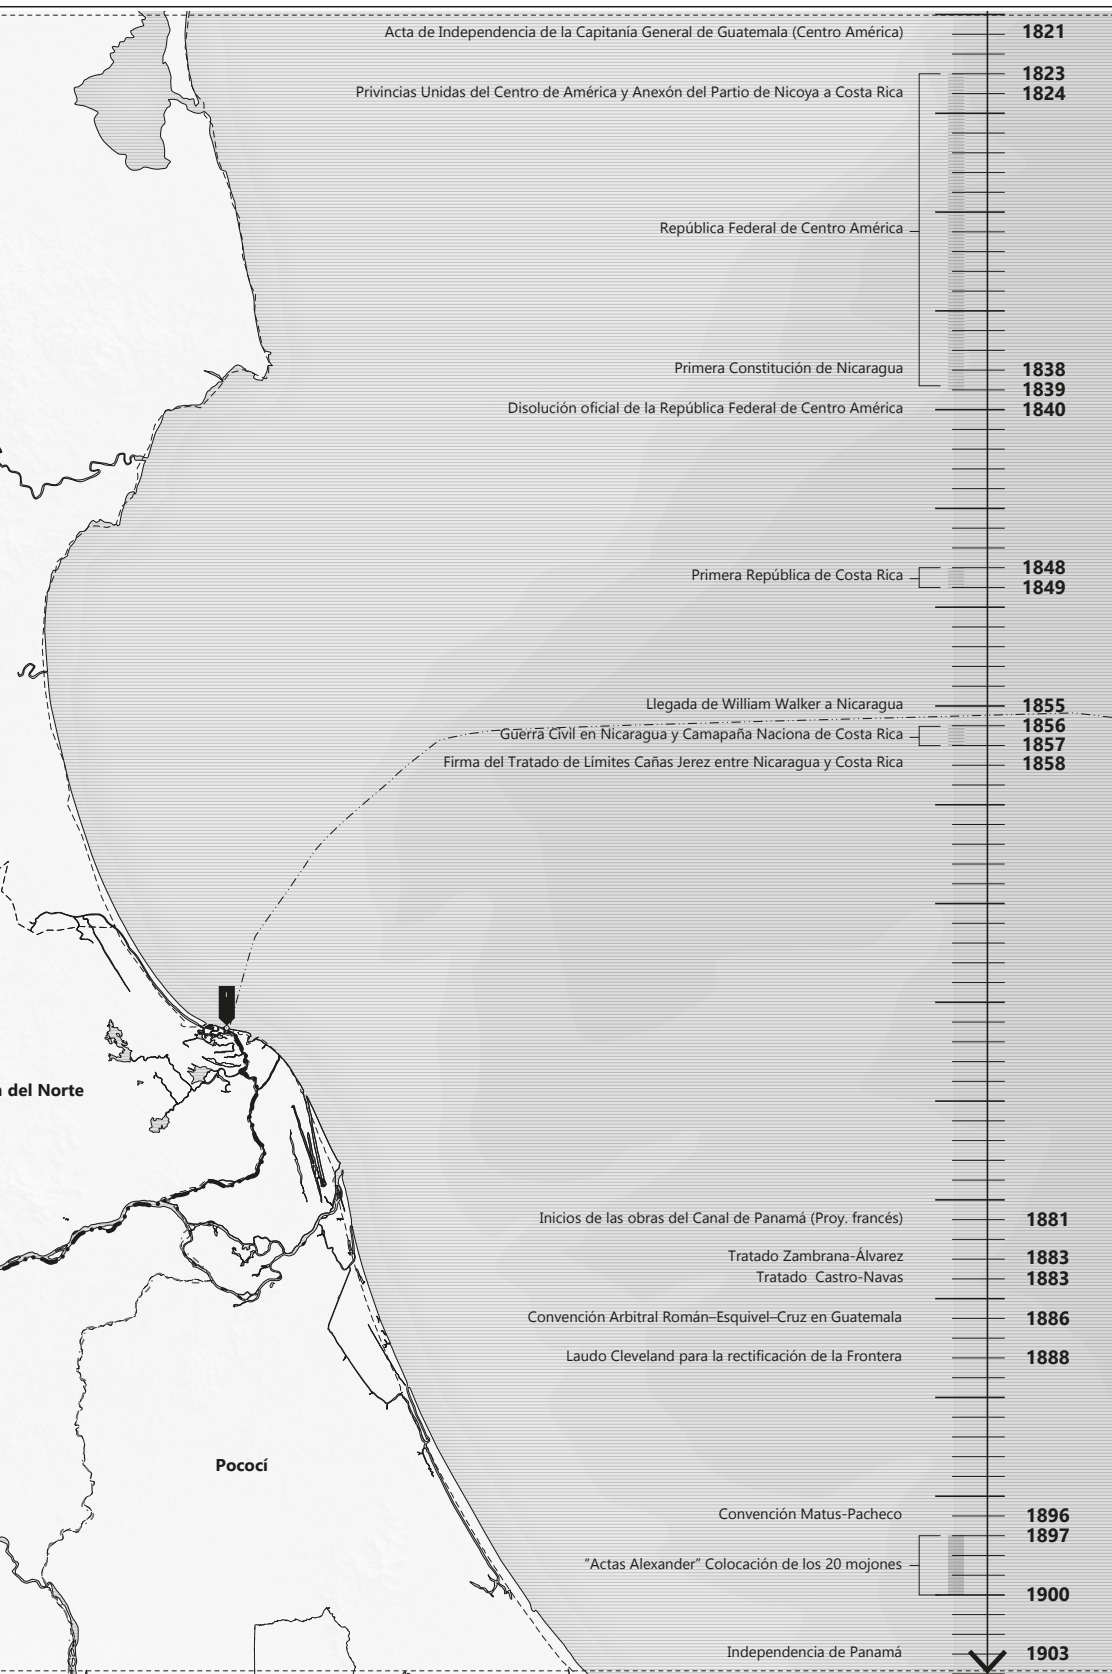 Acta de Independencia de la Capitanía General de Guatemala (Centro América) 1821
1823
Privincias Unidas del Centro de América y Anexón del Partio de Nicoya a Costa Rica 1824
República Federal de Centro América
Primera Constitución de Nicaragua 1838
1839
Disolución oficial de la República Federal de Centro América 1840
1848
Primera República de Costa Rica
1849
Llegada de William Walker a Nicaragua 1855
1856
Guerra Civil en Nicaragua y Camapaña Naciona de Costa Rica
1857
Firma del Tratado de Límites Cañas Jerez entre Nicaragua y Costa Rica 1858
del Norte
Inicios de las obras del Canal de Panamá (Proy. francés) 1881
Tratado Zambrana-Álvarez 1883
Tratado Castro-Navas 1883
Convención Arbitral Román–Esquivel–Cruz en Guatemala 1886
Laudo Cleveland para la rectificación de la Frontera 1888
Pococí
Convención Matus-Pacheco 1896
1897
"Actas Alexander" Colocación de los 20 mojones
1900
Independencia de Panamá 1903